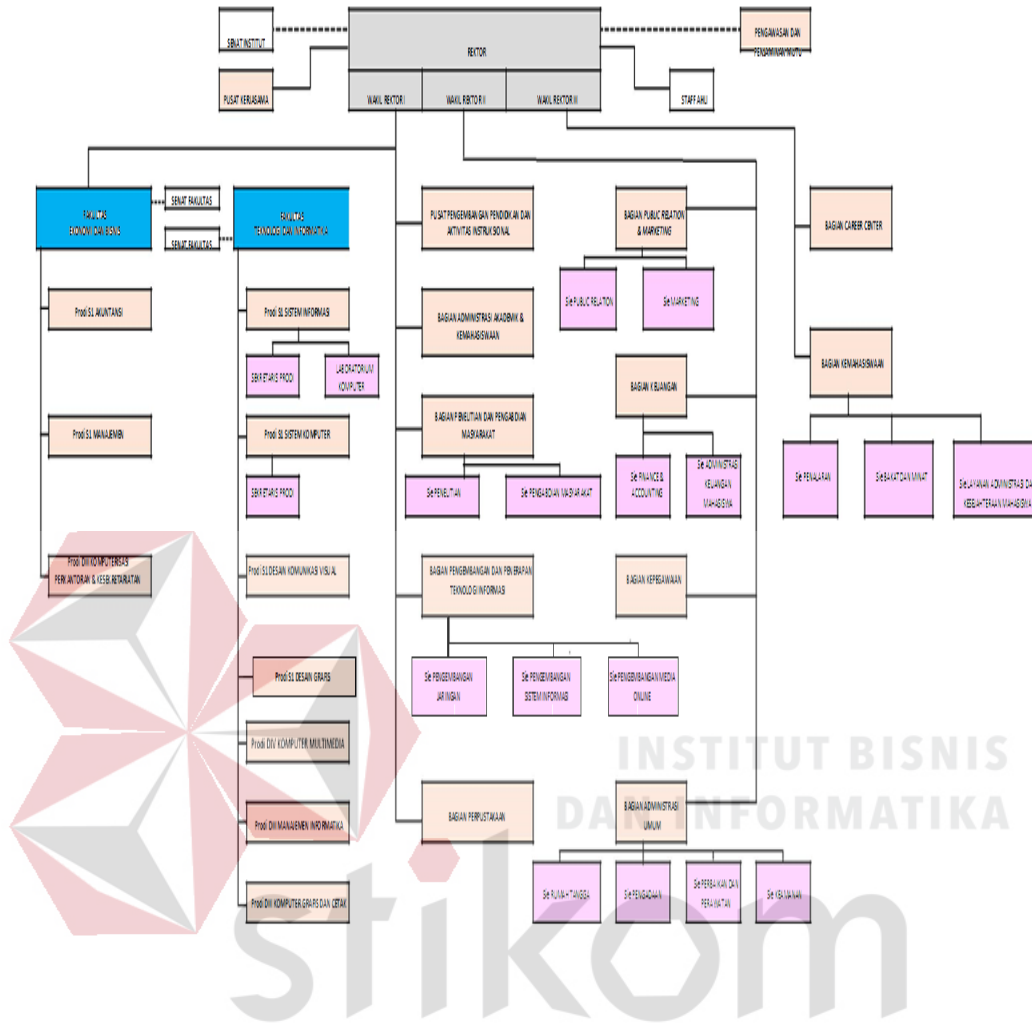 SENAT INSTITUT
REKTOR
PENGAWASAN DAN
PENJAMINAN MUTU
PUSAT KERJASAMA
WAKIL REKTOR I
WAKIL REKTOR II
WAKIL REKTOR III
STAFF AHLI
FAKULTAS
EKONOMI DAN BISNIS
SENAT FAKULTAS
SENAT FAKULTAS
FAKULTAS
TEKNOLOGI DAN INFORMATIKA
PUSAT PENGEMBANGAN PENDIDIKAN DAN
AKTIVITAS INSTRUKSIONAL
BAGIAN PUBLIC RELATION
& MARKETING
BAGIAN CAREER CENTER
Sie PUBLIC RELATION
Sie MARKETING
Prodi S1 AKUNTANSI
Prodi S1 SISTEM INFORMASI
BAGIAN ADMINISTRASI AKADEMIK &
KEMAHASISWAAN
SEKRETARIS PRODI
LABORATORIUM
KOMPUTER
BAGIAN KEUANGAN
BAGIAN KEMAHASISWAAN
Prodi S1 MANAJEMEN
Prodi S1 SISTEM KOMPUTER
BAGIAN PENELITIAN DAN PENGABDIAN
MASYARAKAT
SEKRETARIS PRODI
Sie PENELITIAN
Sie PENGABDIAN MASYARAKAT
Sie FINANCE &
ACCOUNTING
Sie ADMINISTRASI
KEUANGAN
MAHASISWA
Sie PENALARAN
Sie BAKAT DAN MINAT
Sie LAYANAN ADMINISTRASI DA
KESEJAHTERAAN MAHASISWA
Prodi DIII KOMPUTERISASI
PERKANTORAN & KESEKRETARIATAN
Prodi S1 DESAIN KOMUNIKASI VISUAL
BAGIAN PENGEMBANGAN DAN PENERAPAN
TEKNOLOGI INFORMASI
BAGIAN KEPEGAWAIAN
Prodi S1 DESAIN GRAFIS
Sie PENGEMBANGAN
JARINGAN
Sie PENGEMBANGAN
SISTEM INFORMASI
Sie PENGEMBANGAN MEDIA
ONLINE
Prodi DIV KOMPUTER MULTIMEDIA
INSTITUT BISNIS
DAN INFORMATIKA
Prodi DIII MANAJEMEN INFORMATIKA
BAGIAN PERPUSTAKAAN
BAGIAN ADMINISTRASI
UMUM
Prodi DIII KOMPUTER GRAFIS DAN CETAK
Sie RUMAH TANGGA
Sie PENGADAAN
Sie PERBAIKAN DAN
PERAWATAN
Sie KEAMANAN
stikom